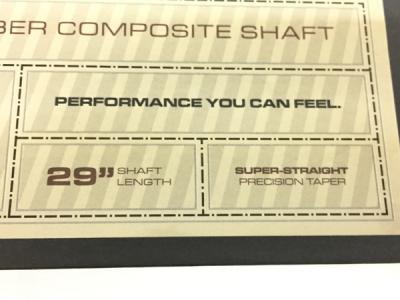 BER COMPOSITE SHAFT
PERFORMANCE YOU CAN FEEL.
29” SHAFT
LENGTH
SUPER-STRAIGHT
PRECISION TAPER